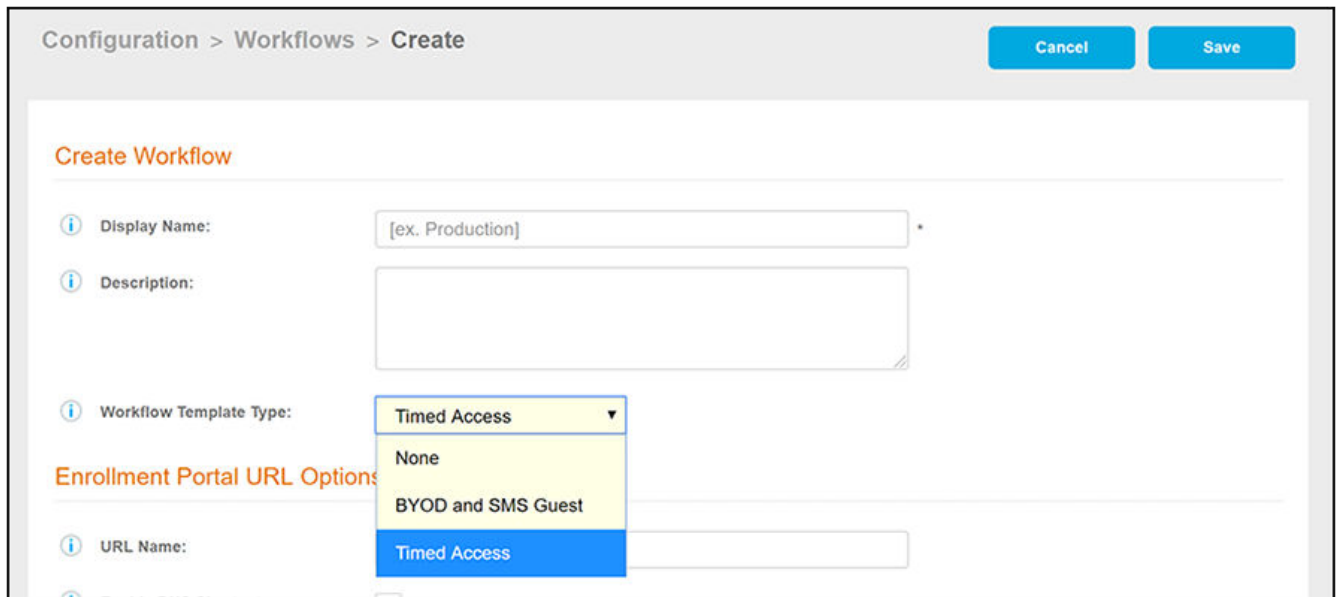 Configuration > Workflows > Create
Cancel
Save
Create Workflow
Display Name:
[ex. Production]
*
Description:
Workflow Template Type:
Timed Access
None
BYOD and SMS Guest
Timed Access
Enrollment Portal URL Options
URL Name: